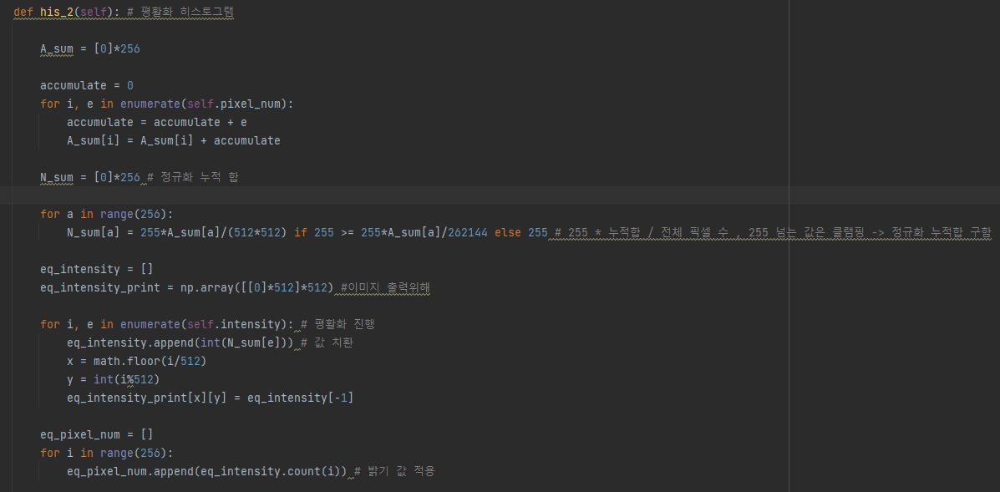 def his_2(self): # 평활화 히스토그램
A_sum = [0]*256
accumulate = 0
for i, e in enumerate(self.pixel_num):
accumulate = accumulate + e
A_sum[i] = A_sum[i] + accumulate
N_sum = [0]*256 # 정규화 누적 합
for a in range(256):
N_sum[a] = 255*A_sum[a]/(512*512) if 255 >= 255*A_sum[a]/262144 else 255 # 255 * 누적합 / 전체 픽셀 수 , 255 넘는 값은 클램핑 -> 정규화 누적합 구함
eq_intensity = []
eq_intensity_print = np.array([[0]*512]*512) #이미지 출력위해
for i, e in enumerate(self.intensity): # 평활화 진행
eq_intensity.append(int(N_sum[e])) # 값 치환
x = math.floor(i/512)
y = int(i%512)
eq_intensity_print[x][y] = eq_intensity[-1]
eq_pixel_num = []
for i in range(256):
eq_pixel_num.append(eq_intensity.count(i)) # 밝기 값 적용